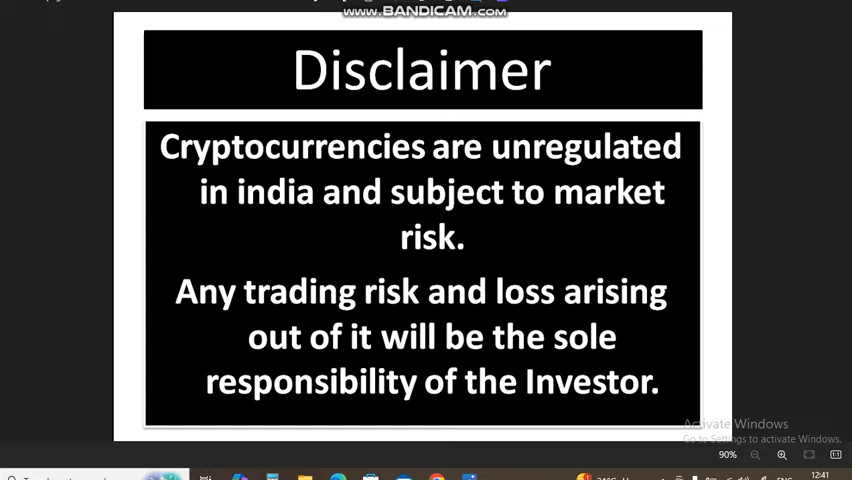 WWW.BANDICAM.COM
Disclaimer
Cryptocurrencies are unregulated
in india and subject to market
risk.
Any trading risk and loss arising
out of it will be the sole
responsibility of the Investor.
Activate Windows
Go to Settings to activate Windows.
90%
12:41